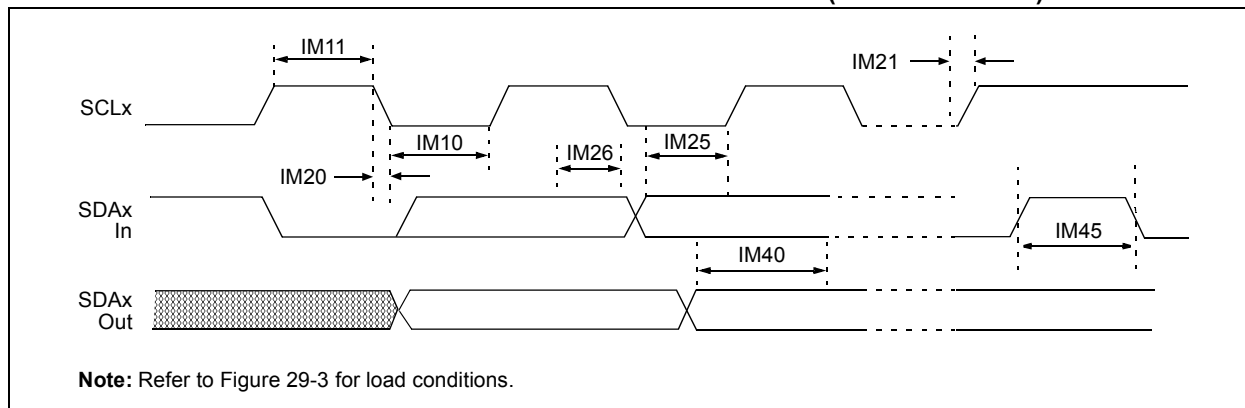 IM11
IM21
SCLx
IM10
IM26
IM25
IM20
SDAx
In
IM45
IM40
SDAx
Out
Note: Refer to Figure 29-3 for load conditions.